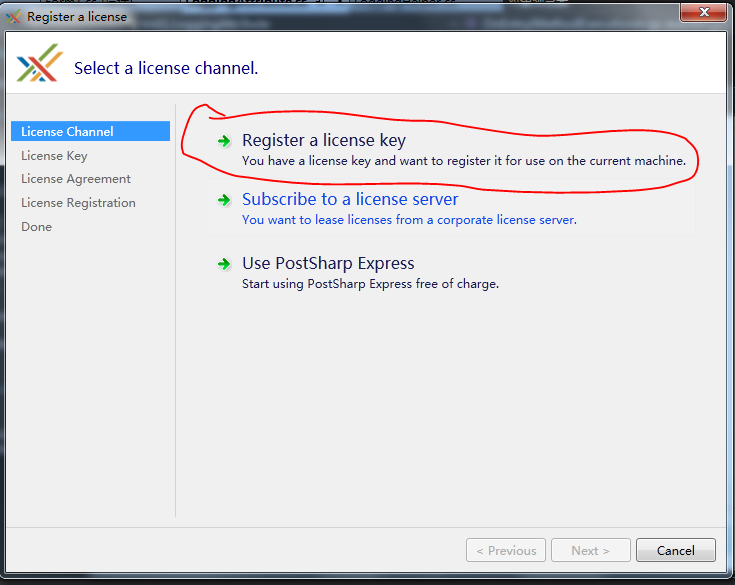 Register a license
Select a license channel.
License Channel
License Key
License Agreement
License Registration
Done
Register a license key
You have a license key and want to register it for use on the current machine.
Subscribe to a license server
You want to lease licenses from a corporate license server.
Use PostSharp Express
Start using PostSharp Express free of charge.
< Previous
Next >
Cancel